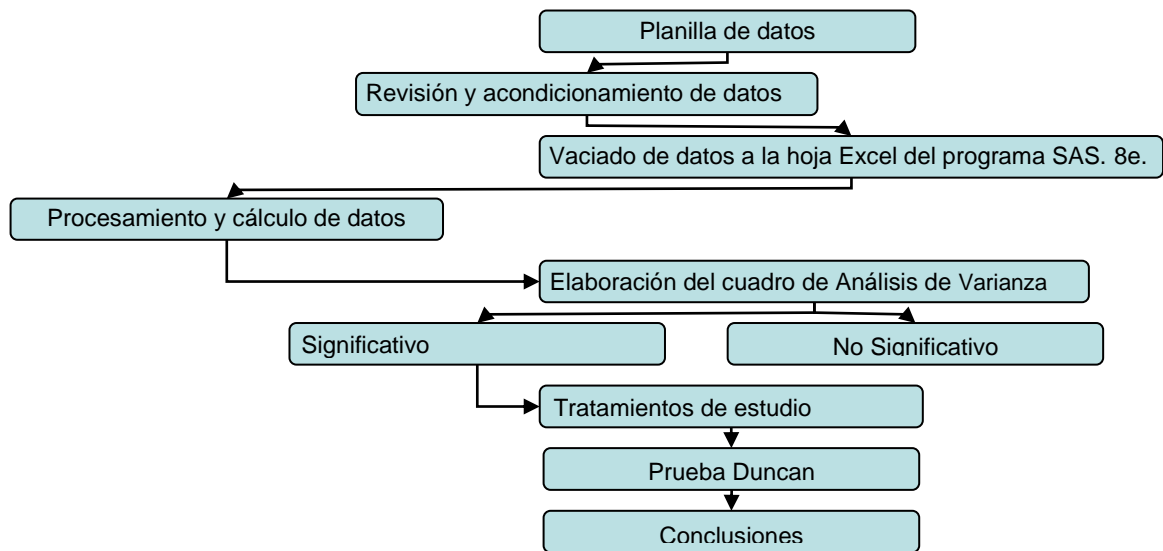 Planilla de datos
Revisión y acondicionamiento de datos
Vaciado de datos a la hoja Excel del programa SAS. 8e.
Procesamiento y cálculo de datos
Elaboración del cuadro de Análisis de Varianza
Significativo
No Significativo
Tratamientos de estudio
Prueba Duncan
Conclusiones